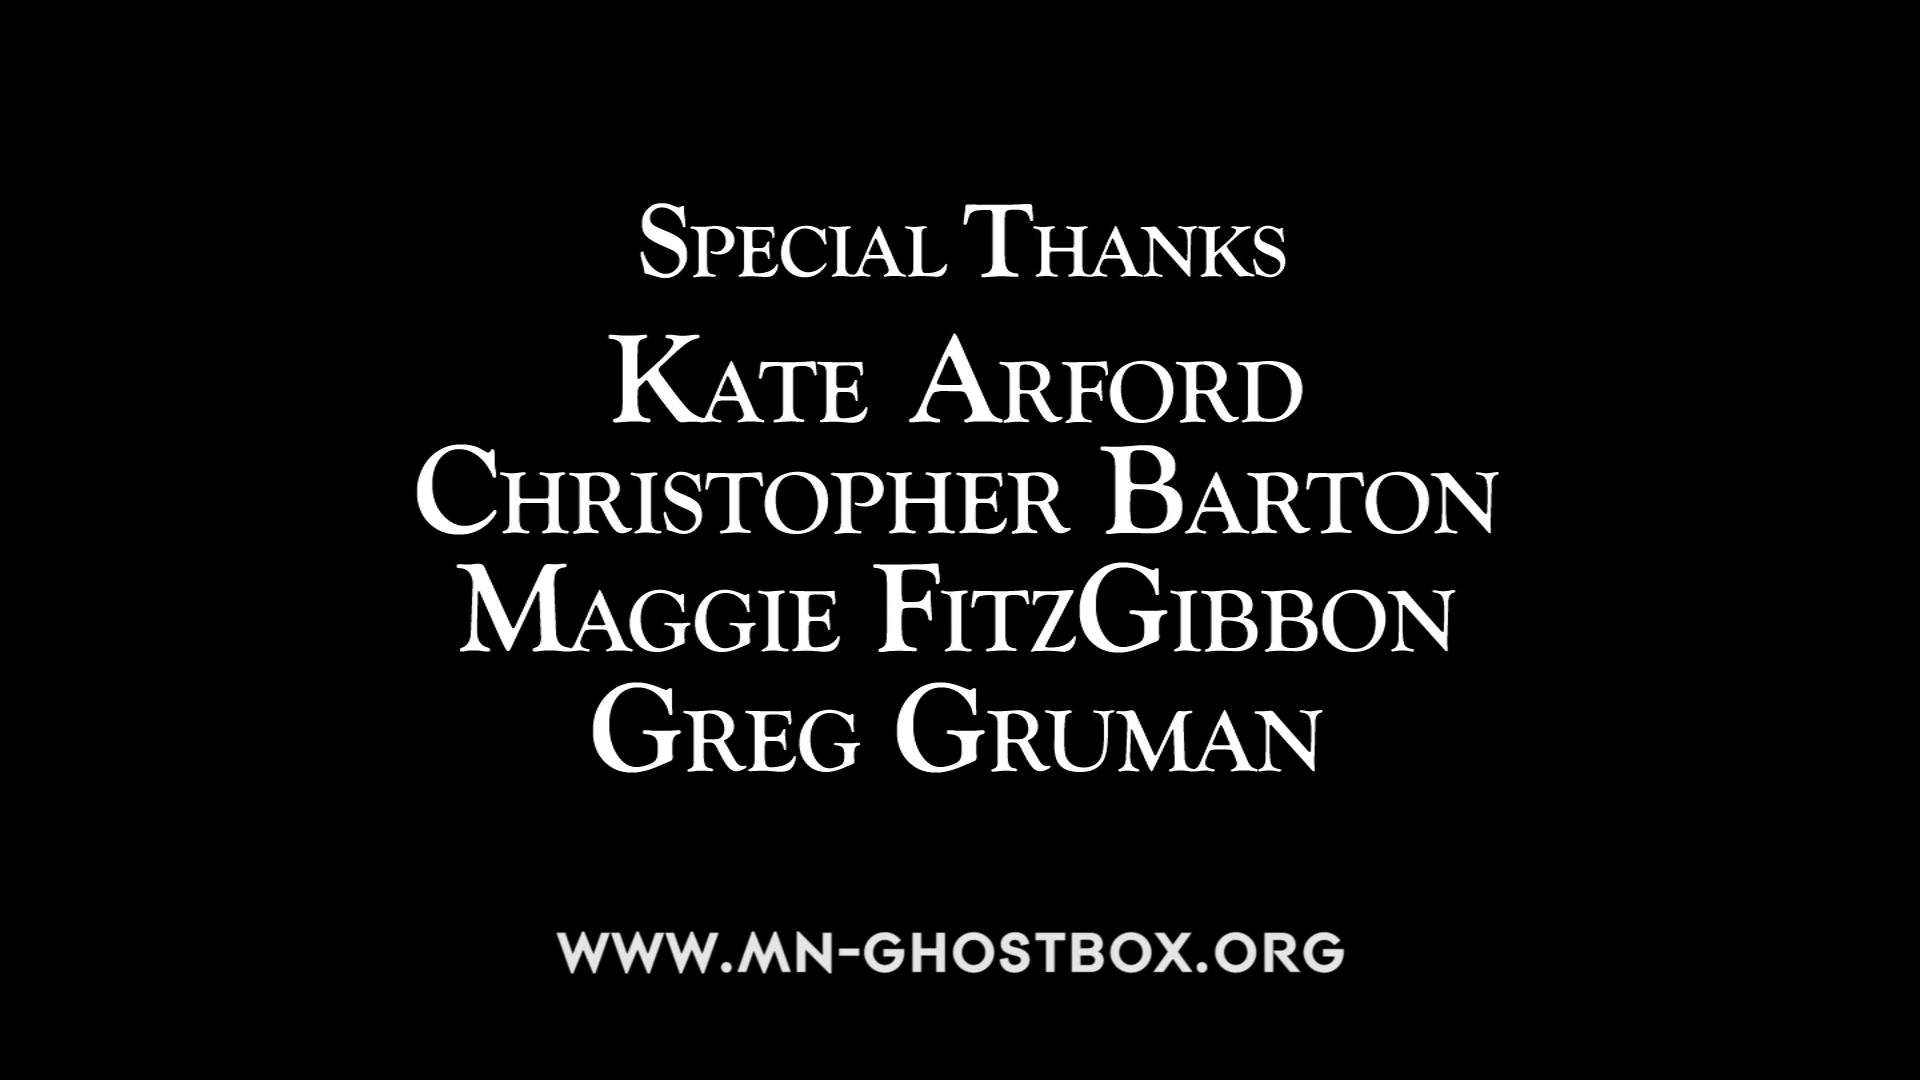 Special Thanks
Kate Arford
Christopher Barton
Maggie FitzGibbon
Greg Gruman
WWW.MN-GHOSTBOX.ORG